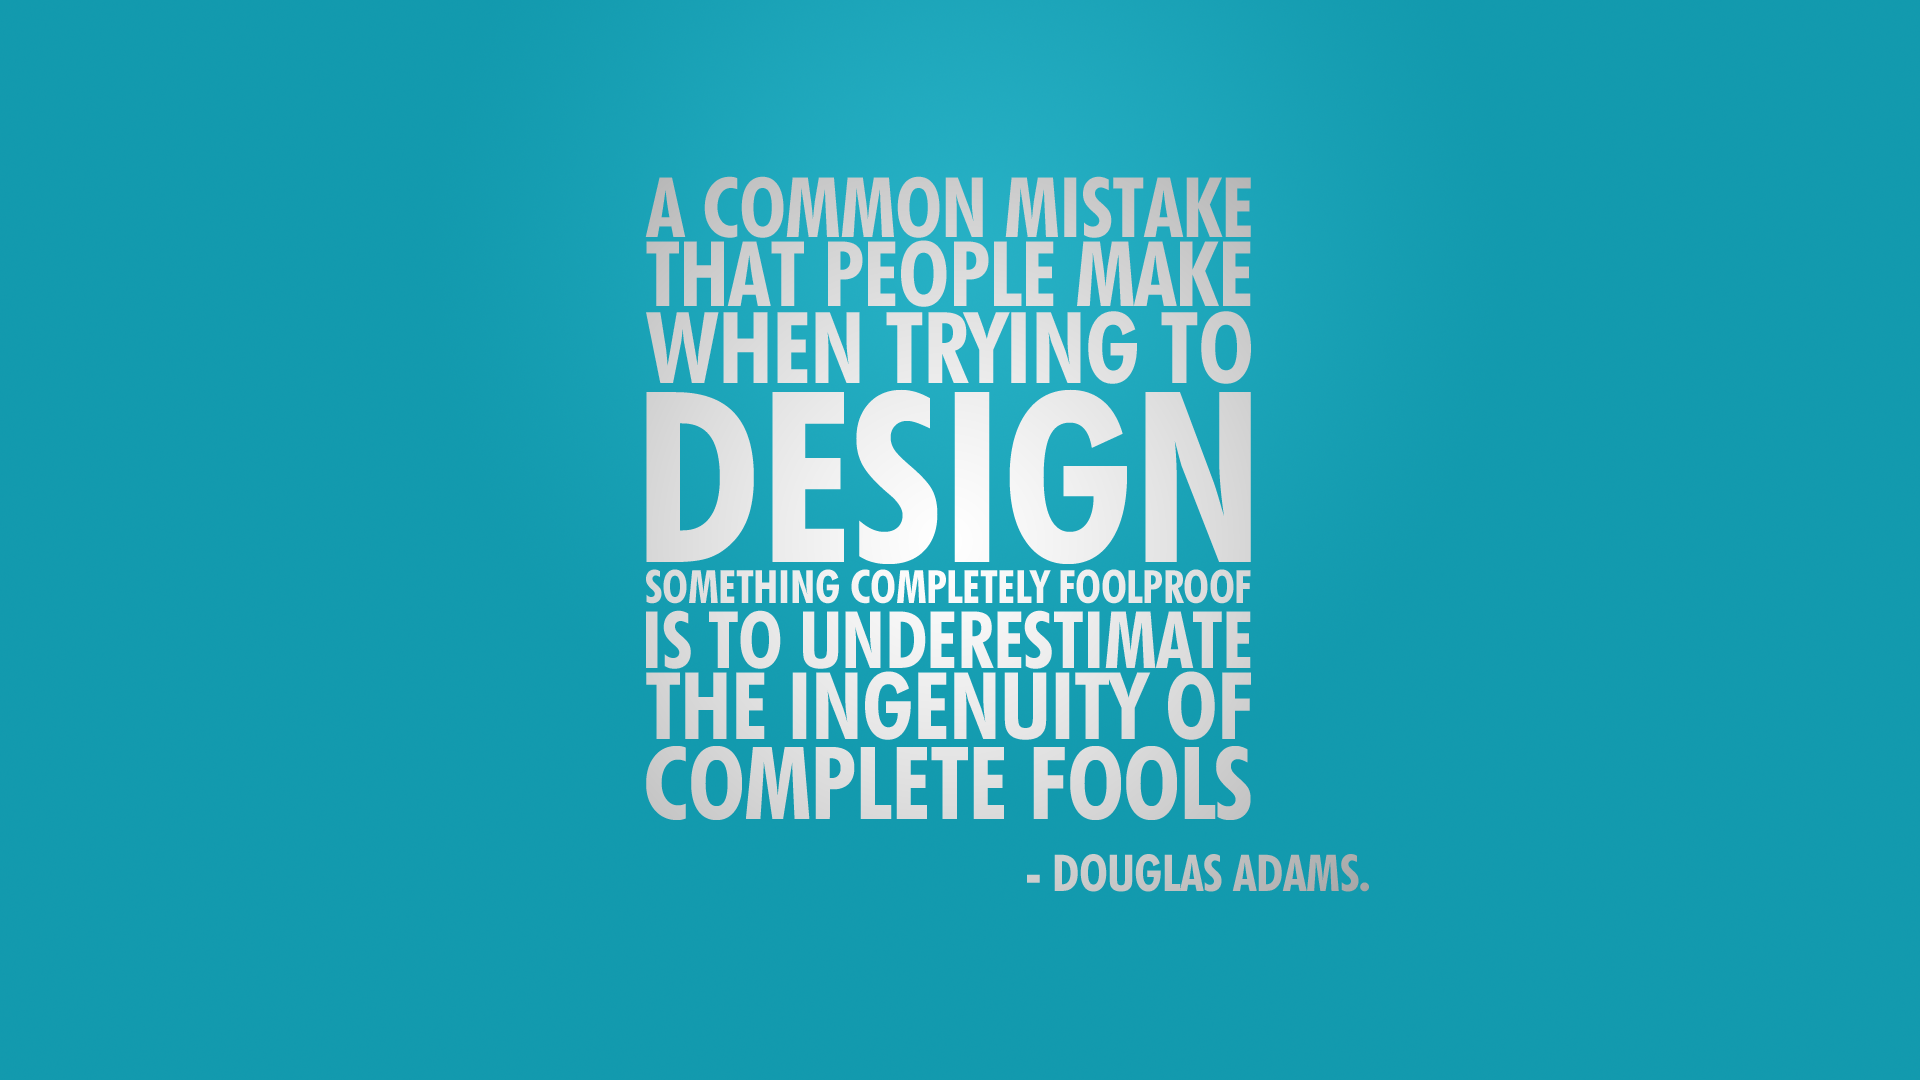 A COMMON MISTAKE
THAT PEOPLE MAKE
WHEN TRYING TO
DESIGN
SOMETHING COMPLETELY FOOLPROOF
IS TO UNDERESTIMATE
THE INGENUITY OF
COMPLETE FOOLS
- DOUGLAS ADAMS.